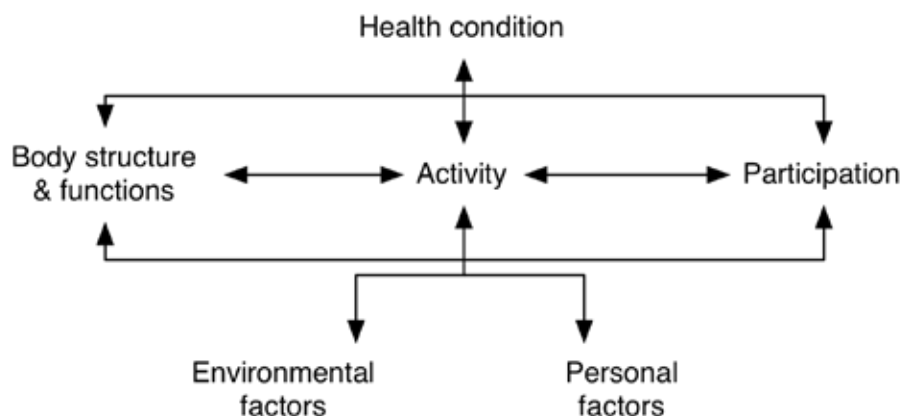 Health condition
Body structure
& functions
Activity
Participation
Environmental
factors
Personal
factors